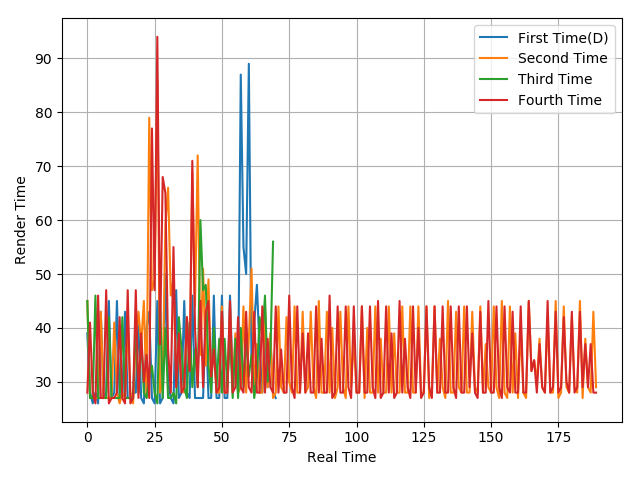 First Time(D)
Second Time
Third Time
Fourth Time
90
80
70
60
50
40
30
Render Time
0 25 50 75 100 125 150 175
Real Time